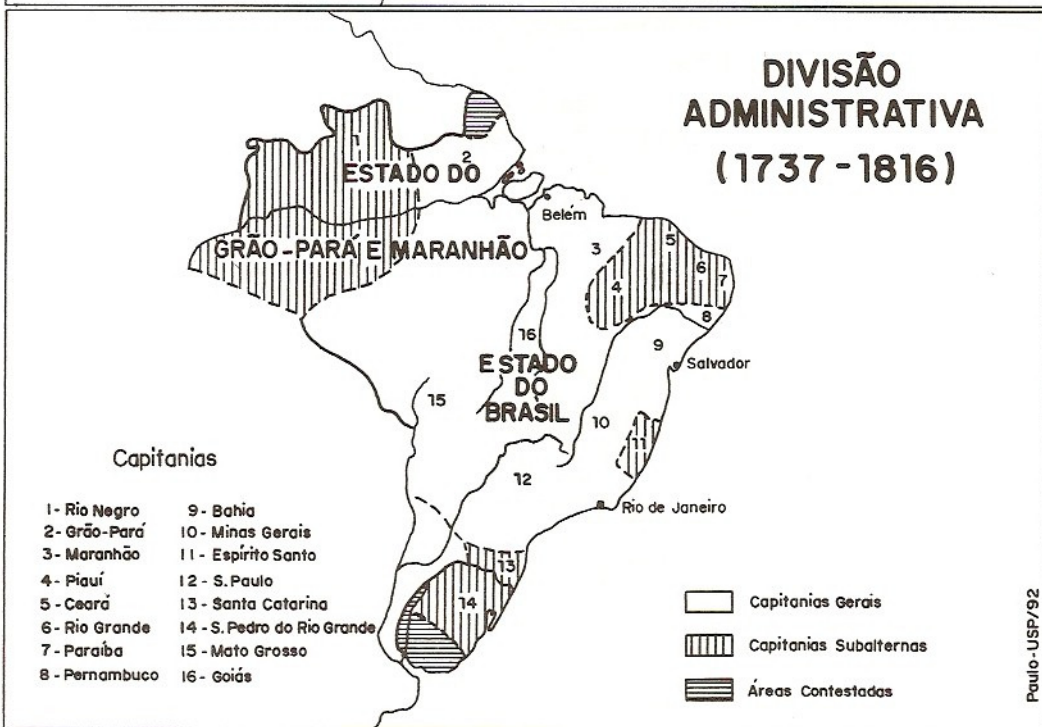 DIVISÃO
ADMINISTRATIVA
(1737-1816)
2
ESTADO DO
GRÃO-PARÁ E MARANHÃO
Belém
3
5
4
6
7
8
16
9
Salvador
ESTADO
DO
BRASIL
15
10
11
12
Rio de Janeiro
13
14
Capitanias
1- Rio Negro
2- Grão-Pará
3- Maranhão
4- Piauí
5- Ceará
6- Rio Grande
7- Paraíba
8- Pernambuco
9- Bahia
10- Minas Gerais
11- Espírito Santo
12- S. Paulo
13- Santa Catarina
14- S. Pedro do Rio Grande
15- Mato Grosso
16- Goiás
Capitanias Gerais
Capitanias Subalternas
Áreas Contestadas
Paulo-USP/92